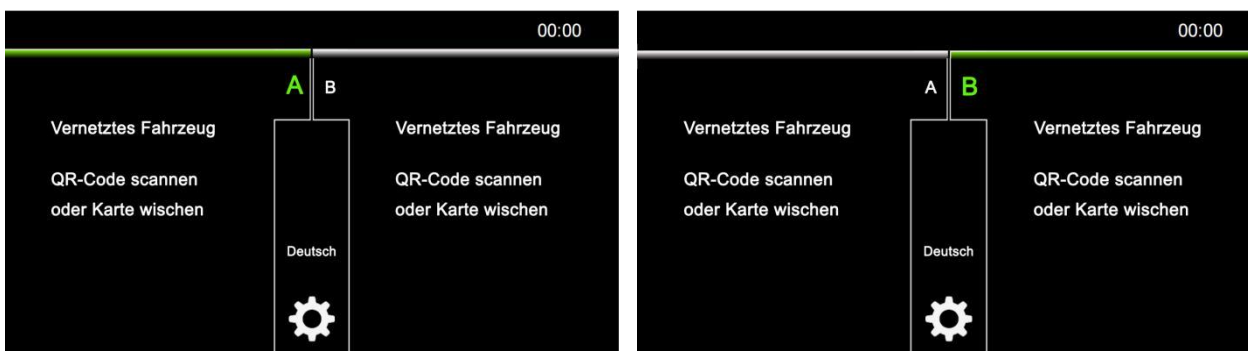 00:00
A B
Vernetztes Fahrzeug
QR-Code scannen
oder Karte wischen
Vernetztes Fahrzeug
QR-Code scannen
oder Karte wischen
Deutsch
00:00
A B
Vernetztes Fahrzeug
QR-Code scannen
oder Karte wischen
Vernetztes Fahrzeug
QR-Code scannen
oder Karte wischen
Deutsch